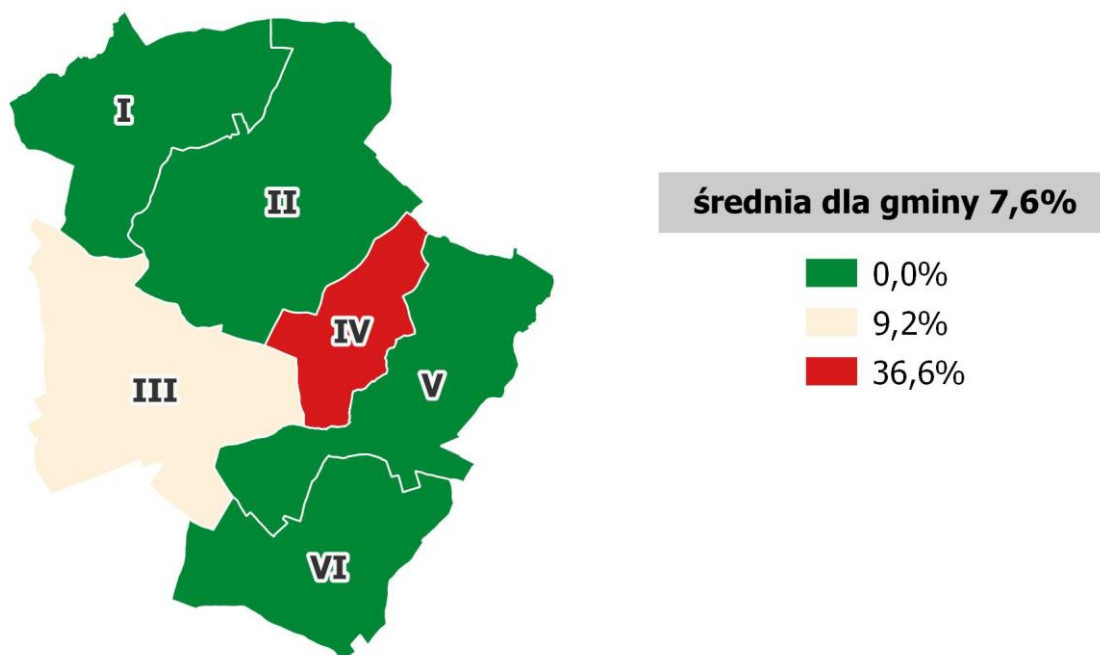 I
II
III
IV
V
VI
średnia dla gminy 7,6%
0,0%
9,2%
36,6%